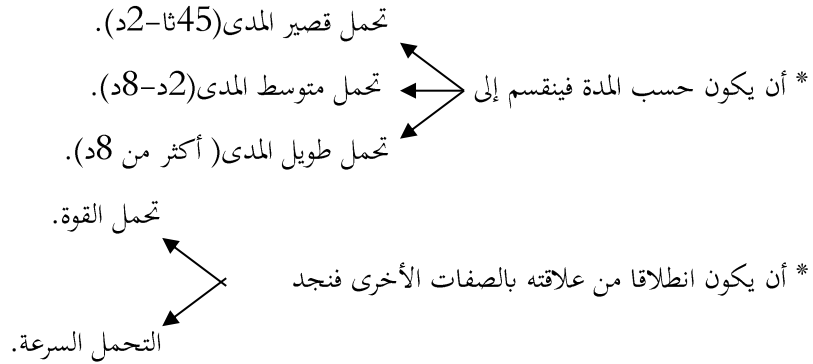 تحمل قصير المدى(45ثا-2د).
* أن يكون حسب المدة فينقسم إلى
تحمل متوسط المدى (2د-8د).
تحمل طويل المدى( أكثر من 8د).
تحمل القوة.
* أن يكون انطلاقا من علاقته بالصفات الأخرى فنجد
التحمل السرعة.